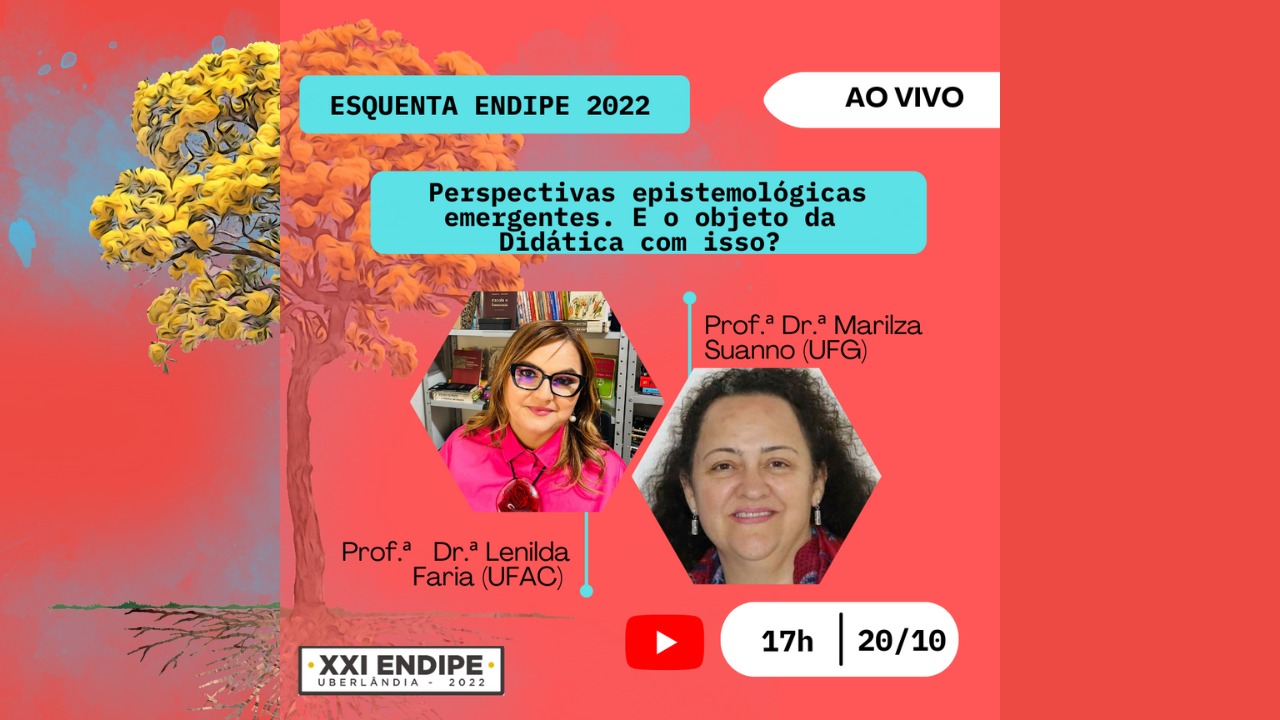 ESQUENTA ENDIPE 2022
AO VIVO
Perspectivas epistemológicas
emergentes. E o objeto da
Didática com isso?
Prof.ª Dr.ª Marilza
Suanno (UFG)
Prof.ª Dr.ª Lenilda
Faria (UFAC)
17h | 20/10
XXI ENDIPE
UBERLÂNDIA - 2022